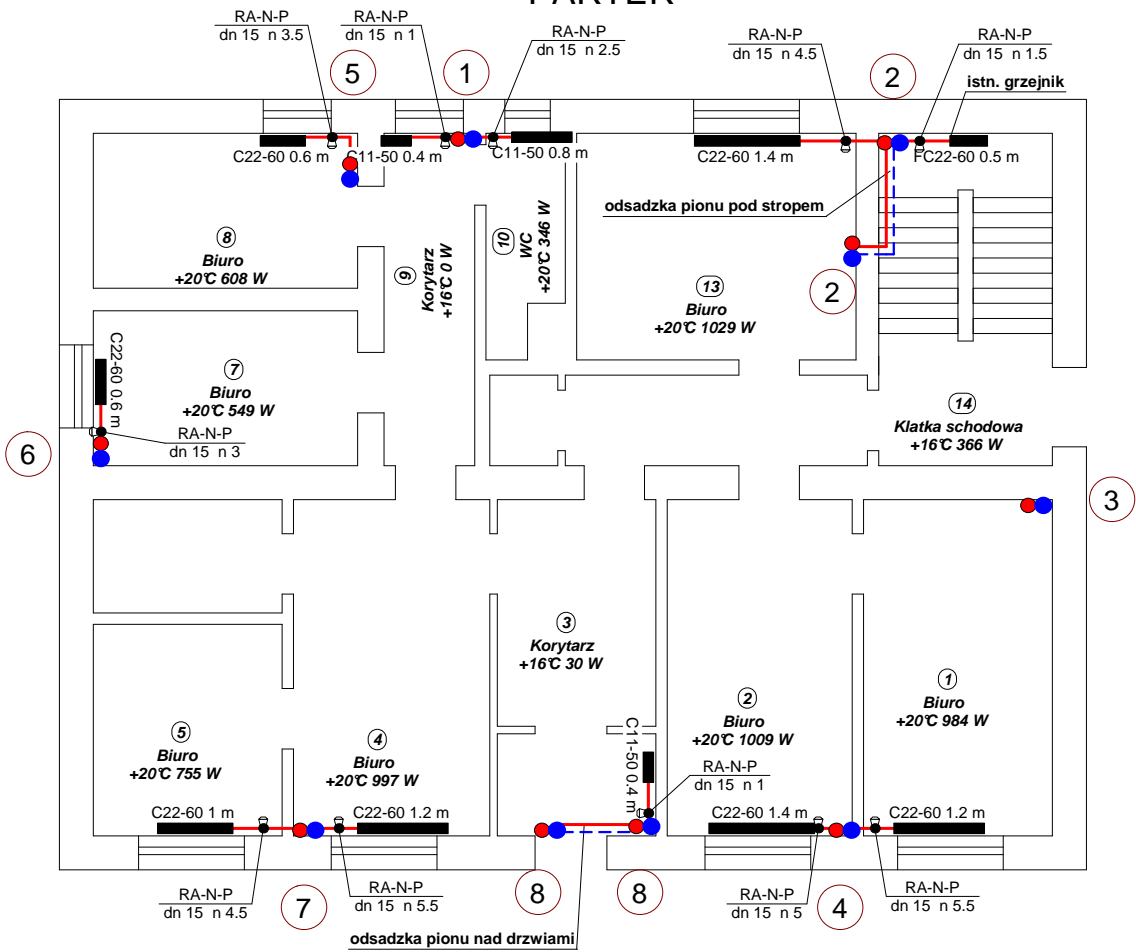 RA-N-P
dn 15 n 3.5
RA-N-P
dn 15 n 1
RA-N-P
dn 15 n 2.5
RA-N-P
dn 15 n 4.5
RA-N-P
dn 15 n 1.5
istn. grzejnik
5
1
2
C22-60 0.6 m
C11-50 0.4 m
C11-50 0.8 m
C22-60 1.4 m
FC22-60 0.5 m
odsadzka pionu pod stropem
8
Biuro
+20°C 608 W
9
Korytarz
+16°C 0 W
10
WC
+20°C 346 W
13
Biuro
+20°C 1029 W
2
C22-60 0.6 m
7
Biuro
+20°C 549 W
RA-N-P
dn 15 n 3
6
14
Klatka schodowa
+16°C 366 W
3
3
Korytarz
+16°C 30 W
1
Biuro
+20°C 984 W
2
Biuro
+20°C 1009 W
5
Biuro
+20°C 755 W
4
Biuro
+20°C 997 W
C11-50 0.4 m
RA-N-P
dn 15 n 1
C22-60 1 m
C22-60 1.2 m
C22-60 1.4 m
C22-60 1.2 m
RA-N-P
dn 15 n 4.5
7
RA-N-P
dn 15 n 5.5
8
8
RA-N-P
dn 15 n 5
4
RA-N-P
dn 15 n 5.5
odsadzka pionu nad drzwiami